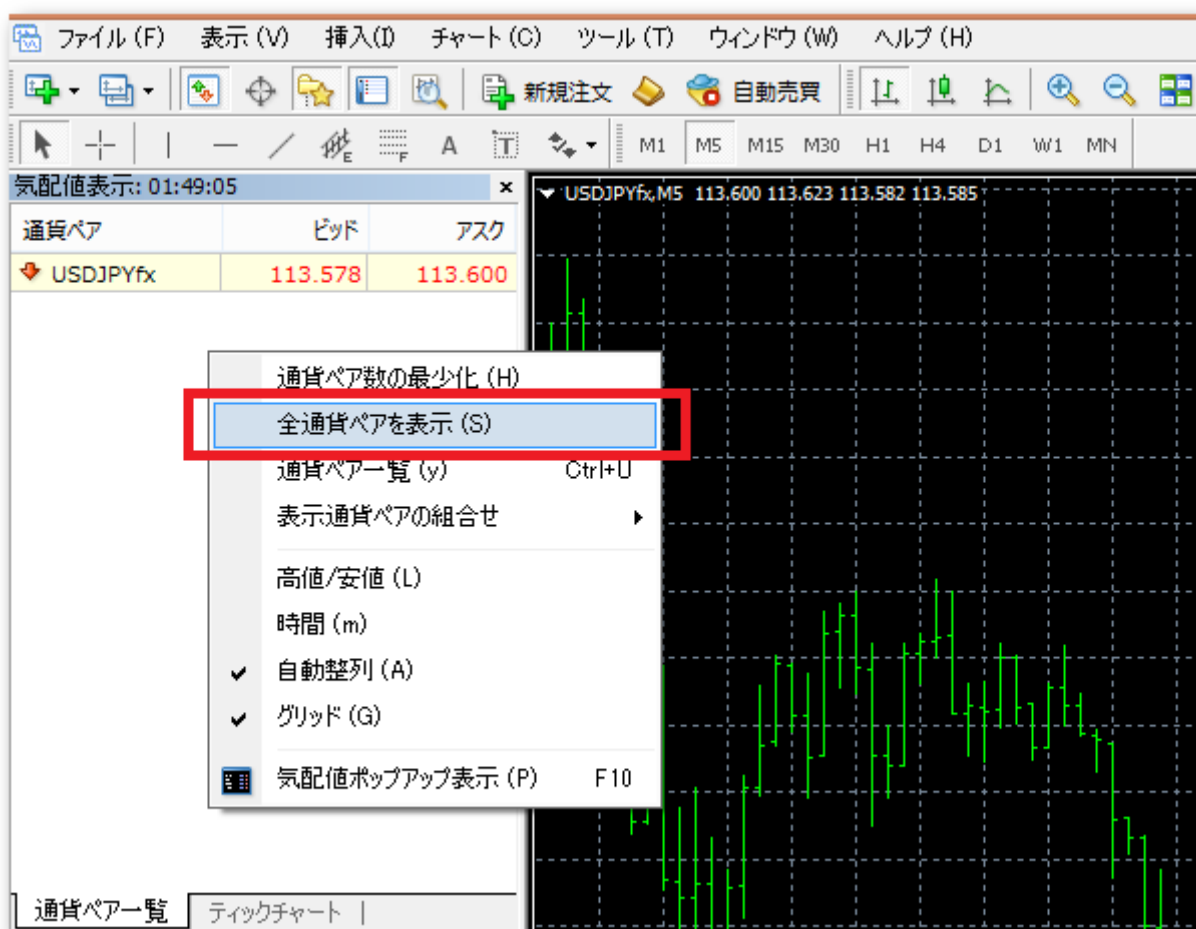 ファイル (F) 表示 (V) 挿入(I) チャート (C) ツール (T) ウィンドウ (W) ヘルプ (H)
新規注文 自動売買
E F A T M1 M5 M15 M30 H1 H4 D1 W1 MN
気配値表示: 01:49:05 ×
USDJPYfx,M5 113.600 113.623 113.582 113.585
通貨ペア ビッド アスク
USDJPYfx 113.578 113.600
通貨ペア数の最少化 (H)
全通貨ペアを表示 (S)
通貨ペア一覧 (y) Ctrl+U
表示通貨ペアの組合せ
高値/安値 (L)
時間 (m)
自動整列 (A)
グリッド (G)
気配値ポップアップ表示 (P) F10
通貨ペア一覧 ティックチャート |